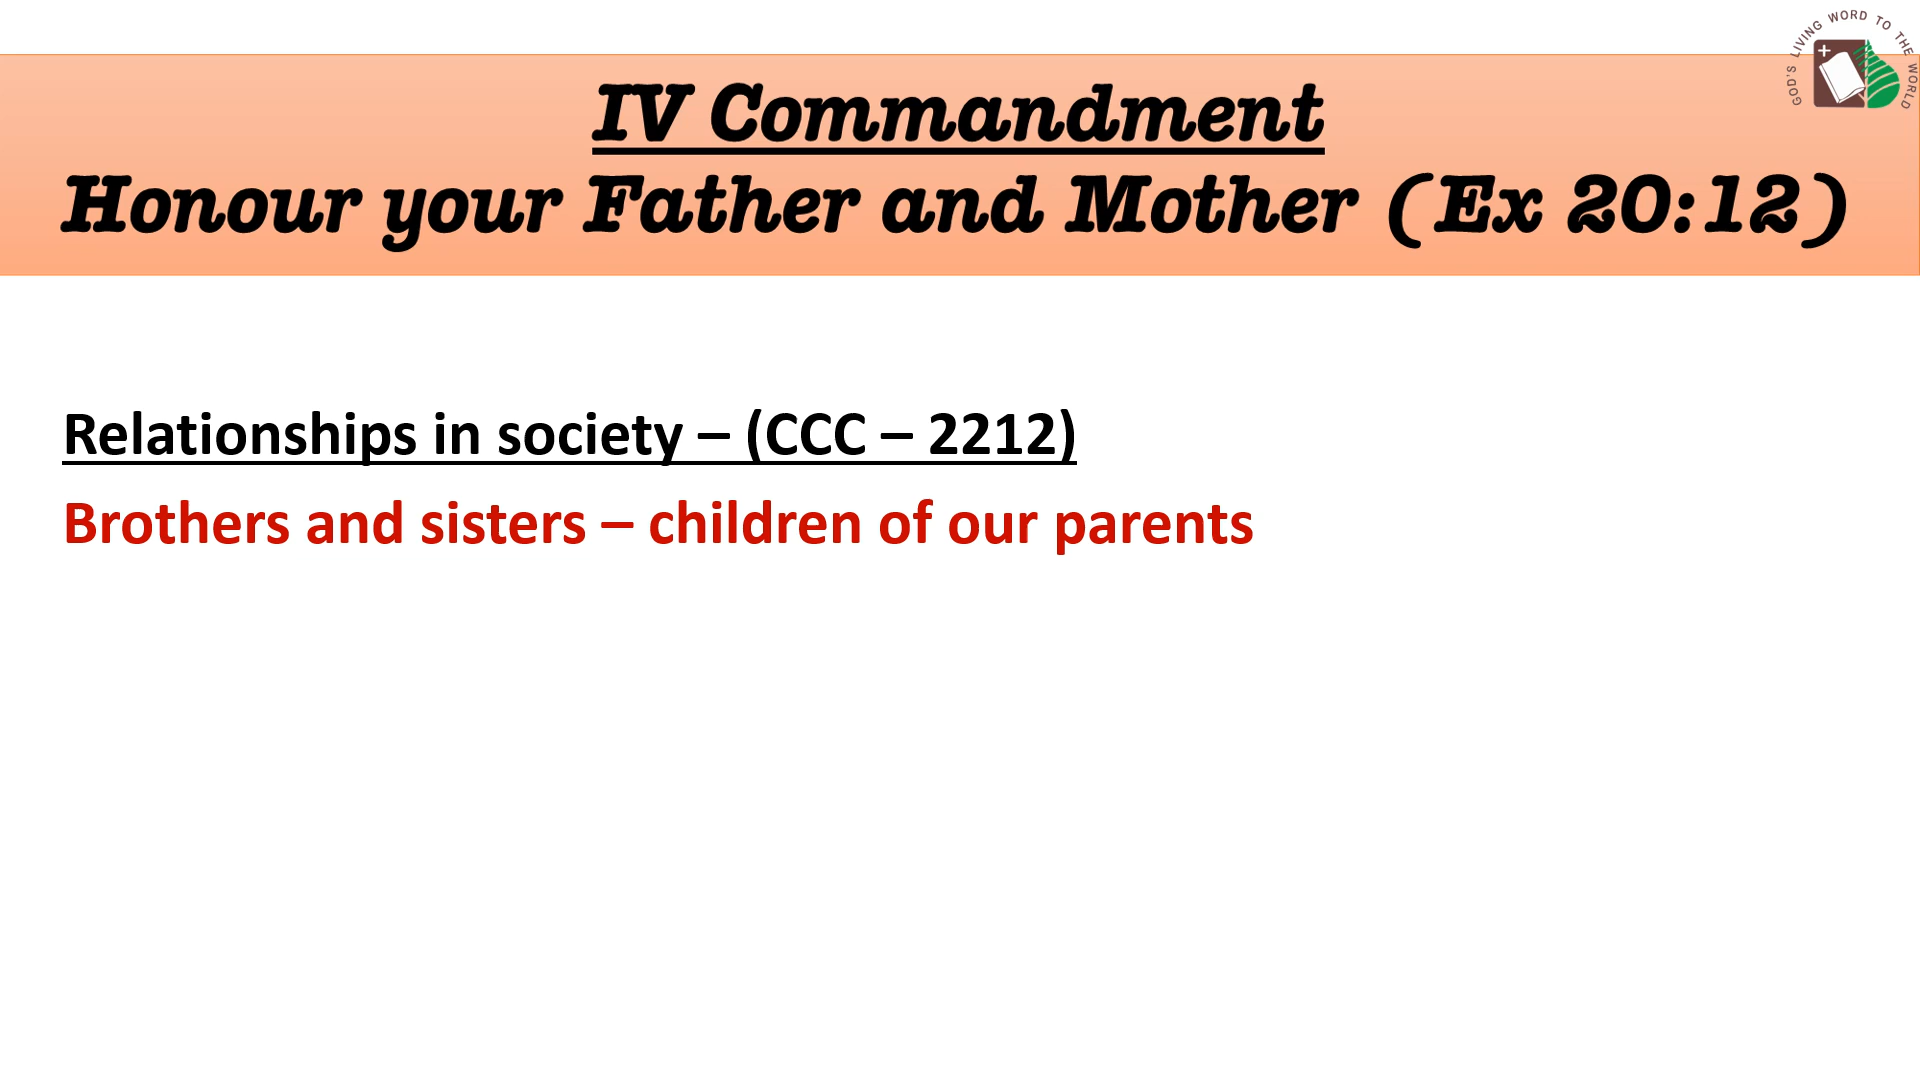 GOD'S LIVING WORD TO THE WORLD
IV Commandment
Honour your Father and Mother (Ex 20:12)
Relationships in society – (CCC – 2212)
Brothers and sisters – children of our parents